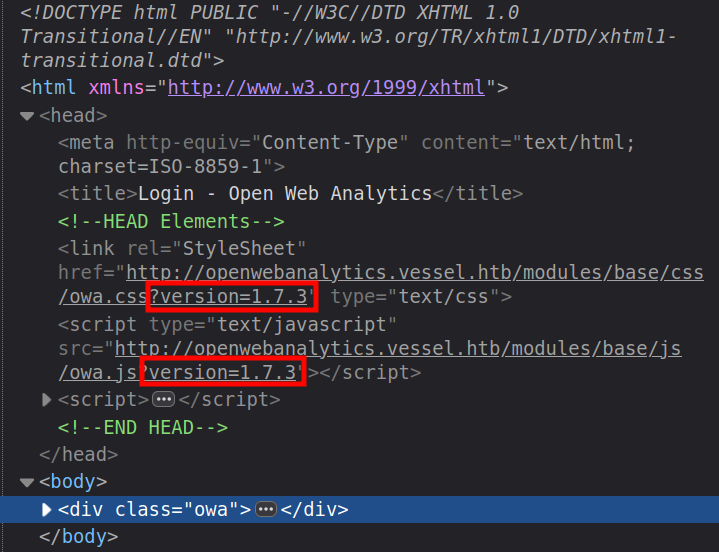 <!DOCTYPE html PUBLIC "-//W3C//DTD XHTML 1.0
Transitional//EN" "http://www.w3.org/TR/xhtml1/DTD/xhtml1-
transitional.dtd">
<html xmlns="http://www.w3.org/1999/xhtml">
<head>
<meta http-equiv="Content-Type" content="text/html;
charset=ISO-8859-1">
<title>Login - Open Web Analytics</title>
<!--HEAD Elements-->
<link rel="StyleSheet"
href="http://openwebanalytics.vessel.htb/modules/base/css
/owa.css?version=1.7.3" type="text/css">
<script type="text/javascript"
src="http://openwebanalytics.vessel.htb/modules/base/js
/owa.js?version=1.7.3"></script>
<script>⋯</script>
<!--END HEAD-->
</head>
<body>
<div class="owa">⋯</div>
</body>